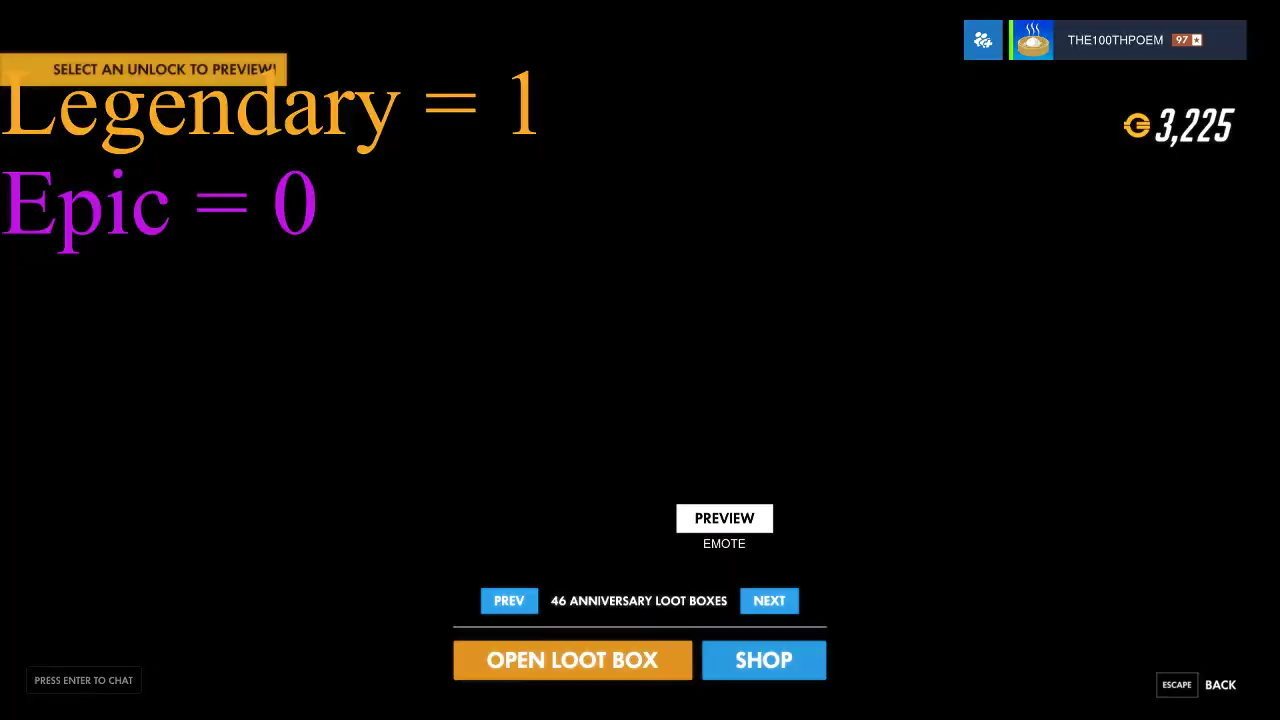 THE100THPOEM 97
SELECT AN UNLOCK TO PREVIEW!
Legendary = 1
3,225
Epic = 0
PREVIEW
EMOTE
PREV 46 ANNIVERSARY LOOT BOXES NEXT
OPEN LOOT BOX SHOP
PRESS ENTER TO CHAT
ESCAPE BACK